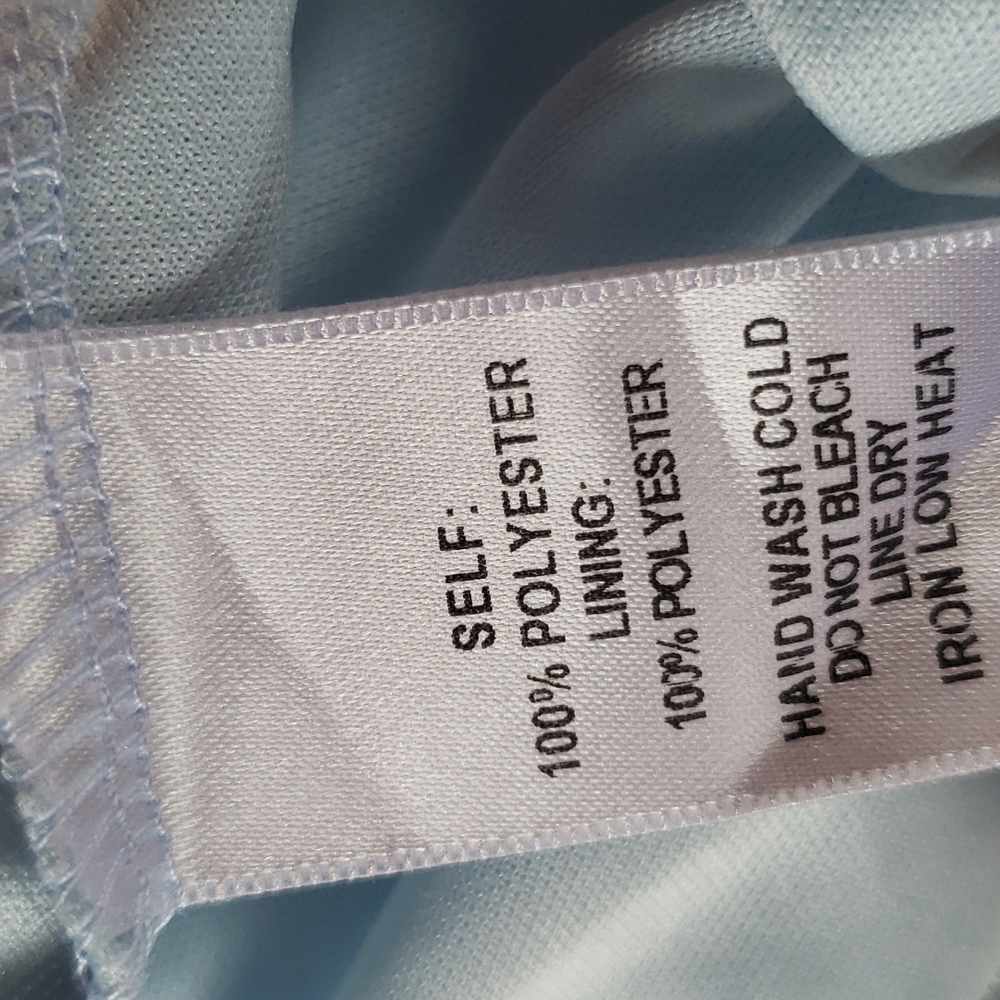 SELF:
100% POLYESTER
LINING:
100% POLYESTER
HAND WASH COLD
DO NOT BLEACH
LINE DRY
IRON LOW HEAT